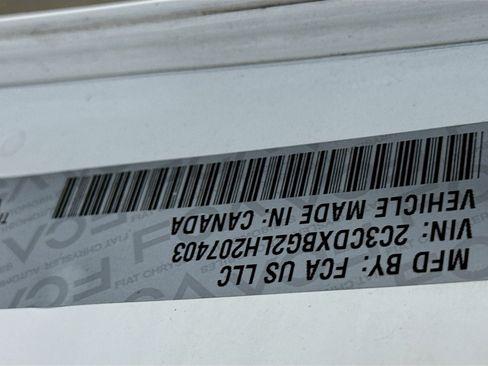 MFD BY: FCA US LLC
VIN: 2C3CDXBG2LH207403
VEHICLE MADE IN: CANADA